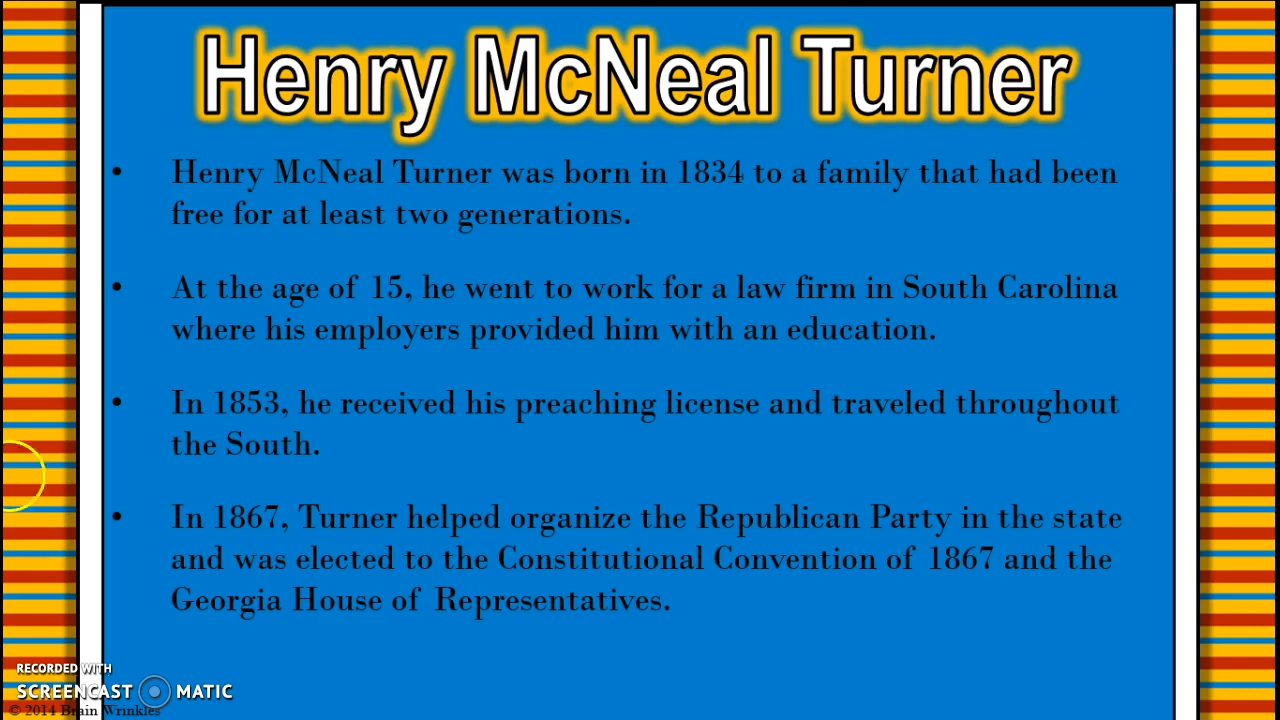 Henry McNeal Turner
• Henry McNeal Turner was born in 1834 to a family that had been
free for at least two generations.
• At the age of 15, he went to work for a law firm in South Carolina
where his employers provided him with an education.
• In 1853, he received his preaching license and traveled throughout
the South.
• In 1867, Turner helped organize the Republican Party in the state
and was elected to the Constitutional Convention of 1867 and the
Georgia House of Representatives.
RECORDED WITH
SCREENCAST MATIC
© 2014 Brain Wrinkles